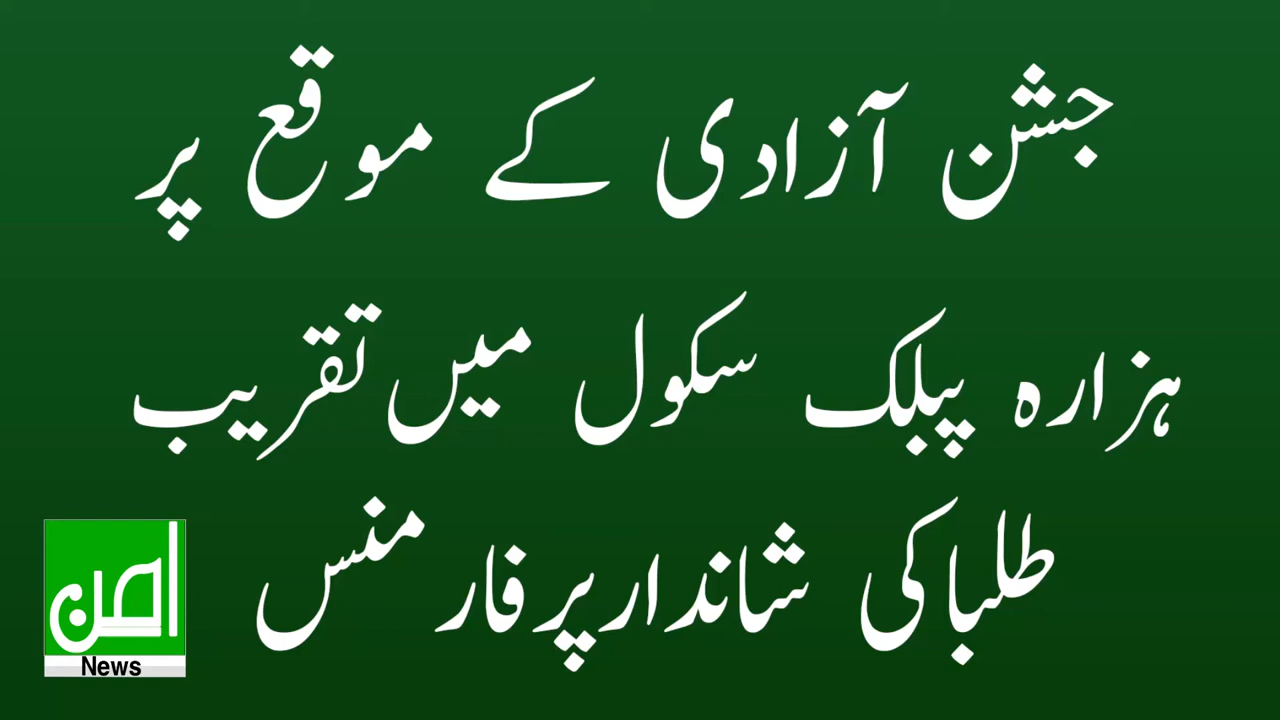 جشن آزادی کے موقع پر
ہزارہ پبلک سکول میں تقریب
طلبا کی شاندار پرفارمنس
امن
News